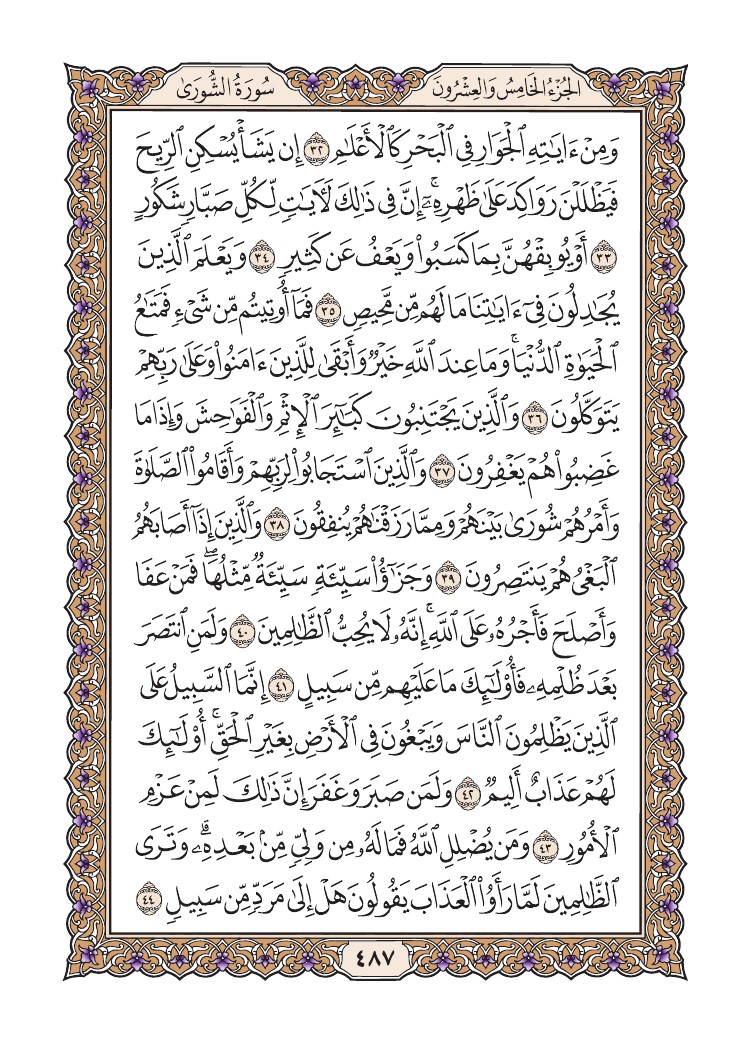 الجُزْءُ الخَامِسُ وَالعِشْرُونَ
سُورَةُ الشُّورَىٰ
وَمِنْ ءَايَـٰتِهِ ٱلْجَوَارِ فِى ٱلْبَحْرِ كَٱلْأَعْلَـٰمِ ٣٢ إِن يَشَأْ يُسْكِنِ ٱلرِّيحَ
فَيَظْلَلْنَ رَوَاكِدَ عَلَىٰ ظَهْرِهِۦٓ ۚ إِنَّ فِى ذَٰلِكَ لَـَٔايَـٰتٍ لِّكُلِّ صَبَّارٍ شَكُورٍ
٣٣ أَوْ يُوبِقْهُنَّ بِمَا كَسَبُوا۟ وَيَعْفُ عَن كَثِيرٍ ٣٤ وَيَعْلَمَ ٱلَّذِينَ
يُجَـٰدِلُونَ فِىٓ ءَايَـٰتِنَا مَا لَهُم مِّن مَّحِيصٍ ٣٥ فَمَآ أُوتِيتُم مِّن شَىْءٍ فَمَتَـٰعُ
ٱلْحَيَوٰةِ ٱلدُّنْيَا ۚ وَمَا عِندَ ٱللَّهِ خَيْرٌ وَأَبْقَىٰ لِلَّذِينَ ءَامَنُوا۟ وَعَلَىٰ رَبِّهِمْ
يَتَوَكَّلُونَ ٣٦ وَٱلَّذِينَ يَجْتَنِبُونَ كَبَـٰٓئِرَ ٱلْإِثْمِ وَٱلْفَوَٰحِشَ وَإِذَا مَا
غَضِبُوا۟ هُمْ يَغْفِرُونَ ٣٧ وَٱلَّذِينَ ٱسْتَجَابُوا۟ لِرَبِّهِمْ وَأَقَامُوا۟ ٱلصَّلَوٰةَ
وَأَمْرُهُمْ شُورَىٰ بَيْنَهُمْ وَمِمَّا رَزَقْنَـٰهُمْ يُنفِقُونَ ٣٨ وَٱلَّذِينَ إِذَآ أَصَابَهُمُ
ٱلْبَغْىُ هُمْ يَنتَصِرُونَ ٣٩ وَجَزَٰٓؤُا۟ سَيِّئَةٍ سَيِّئَةٌ مِّثْلُهَا ۖ فَمَنْ عَفَا
وَأَصْلَحَ فَأَجْرُهُۥ عَلَى ٱللَّهِ ۚ إِنَّهُۥ لَا يُحِبُّ ٱلظَّـٰلِمِينَ ٤٠ وَلَمَنِ ٱنتَصَرَ
بَعْدَ ظُلْمِهِۦ فَأُو۟لَـٰٓئِكَ مَا عَلَيْهِم مِّن سَبِيلٍ ٤١ إِنَّمَا ٱلسَّبِيلُ عَلَى
ٱلَّذِينَ يَظْلِمُونَ ٱلنَّاسَ وَيَبْغُونَ فِى ٱلْأَرْضِ بِغَيْرِ ٱلْحَقِّ ۚ أُو۟لَـٰٓئِكَ
لَهُمْ عَذَابٌ أَلِيمٌ ٤٢ وَلَمَن صَبَرَ وَغَفَرَ إِنَّ ذَٰلِكَ لَمِنْ عَزْمِ
ٱلْأُمُورِ ٤٣ وَمَن يُضْلِلِ ٱللَّهُ فَمَا لَهُۥ مِن وَلِىٍّ مِّنۢ بَعْدِهِۦ ۗ وَتَرَى
ٱلظَّـٰلِمِينَ لَمَّا رَأَوُا۟ ٱلْعَذَابَ يَقُولُونَ هَلْ إِلَىٰ مَرَدٍّ مِّن سَبِيلٍ ٤٤
٤٨٧